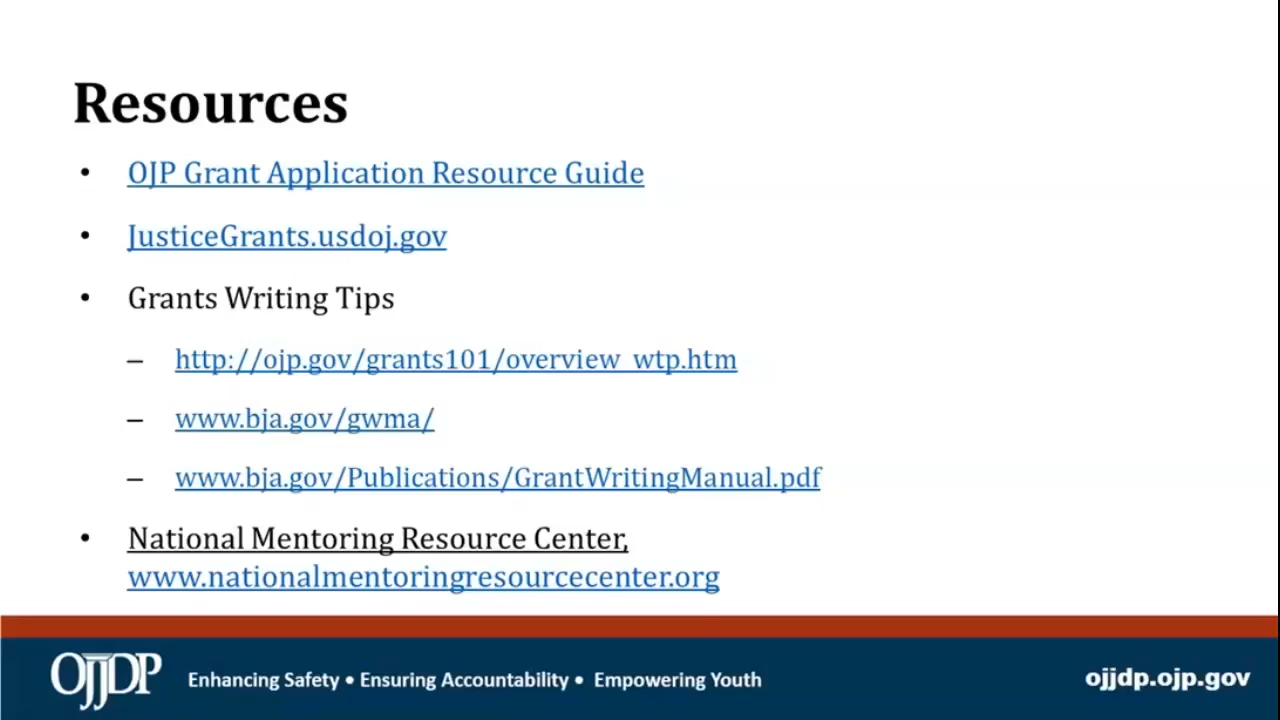 Resources
• OJP Grant Application Resource Guide
• JusticeGrants.usdoj.gov
• Grants Writing Tips
– http://ojp.gov/grants101/overview_wtp.htm
– www.bja.gov/gwma/
– www.bja.gov/Publications/GrantWritingManual.pdf
• National Mentoring Resource Center,
www.nationalmentoringresourcecenter.org
OJJDP Enhancing Safety • Ensuring Accountability • Empowering Youth ojjdp.ojp.gov